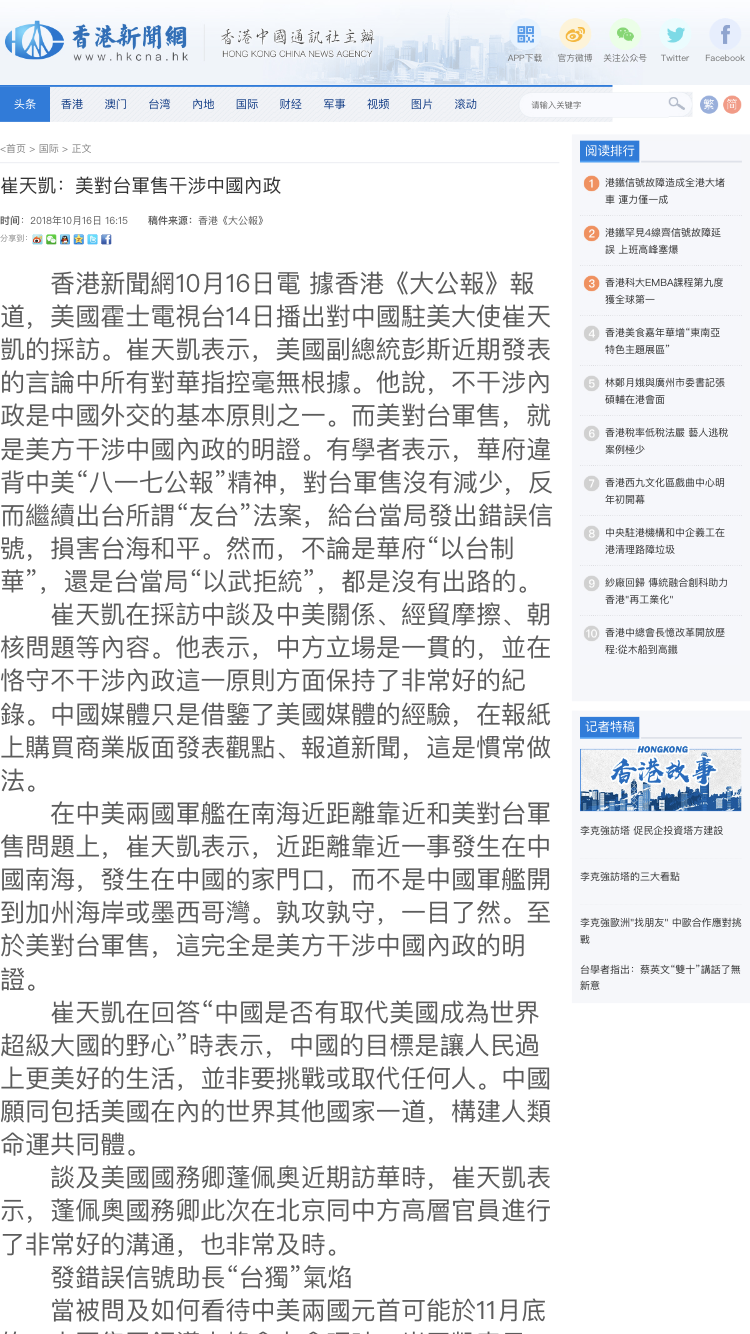 香港新聞網
www.hkcna.hk
香港中國通訊社主辦
HONG KONG CHINA NEWS AGENCY
APP下载
官方微博
关注公众号
Twitter
Facebook
头条 香港 澳门 台湾 内地 国际 财经 军事 视频 图片 滚动
请输入关键字
繁 简
<首页 > 国际 > 正文
崔天凱：美對台軍售干涉中國內政
时间：2018年10月16日 16:15 稿件来源：香港《大公報》
分享到：
香港新聞網10月16日電 據香港《大公報》報
道，美國霍士電視台14日播出對中國駐美大使崔天
凱的採訪。崔天凱表示，美國副總統彭斯近期發表
的言論中所有對華指控毫無根據。他說，不干涉內
政是中國外交的基本原則之一。而美對台軍售，就
是美方干涉中國內政的明證。有學者表示，華府違
背中美“八一七公報”精神，對台軍售沒有減少，反
而繼續出台所謂“友台”法案，給台當局發出錯誤信
號，損害台海和平。然而，不論是華府“以台制
華”，還是台當局“以武拒統”，都是沒有出路的。
崔天凱在採訪中談及中美關係、經貿摩擦、朝
核問題等內容。他表示，中方立場是一貫的，並在
恪守不干涉內政這一原則方面保持了非常好的紀
錄。中國媒體只是借鑒了美國媒體的經驗，在報紙
上購買商業版面發表觀點、報道新聞，這是慣常做
法。
在中美兩國軍艦在南海近距離靠近和美對台軍
售問題上，崔天凱表示，近距離靠近一事發生在中
國南海，發生在中國的家門口，而不是中國軍艦開
到加州海岸或墨西哥灣。孰攻孰守，一目了然。至
於美對台軍售，這完全是美方干涉中國內政的明
證。
崔天凱在回答“中國是否有取代美國成為世界
超級大國的野心”時表示，中國的目標是讓人民過
上更美好的生活，並非要挑戰或取代任何人。中國
願同包括美國在內的世界其他國家一道，構建人類
命運共同體。
談及美國國務卿蓬佩奧近期訪華時，崔天凱表
示，蓬佩奧國務卿此次在北京同中方高層官員進行
了非常好的溝通，也非常及時。
發錯誤信號助長“台獨”氣焰
當被問及如何看待中美兩國元首可能於11月底
阅读排行
1 港鐵信號故障造成全港大堵
車 運力僅一成
2 港鐵罕見4線齊信號故障延
誤 上班高峰塞爆
3 香港科大EMBA課程第九度
獲全球第一
4 香港美食嘉年華增“東南亞
特色主題展區”
5 林鄭月娥與廣州市委書記張
碩輔在港會面
6 香港稅率低稅法嚴 藝人逃稅
案例極少
7 香港西九文化區戲曲中心明
年初開幕
8 中央駐港機構和中企義工在
港清理路障垃圾
9 紗廠回歸 傳統融合創科助力
香港"再工業化"
10 香港中總會長憶改革開放歷
程:從木船到高鐵
记者特稿
HONGKONG
香港故事
李克強訪塔 促民企投資塔方建設
李克強訪塔的三大看點
李克強歐洲"找朋友" 中歐合作應對挑
戰
台學者指出：蔡英文“雙十”講話了無
新意